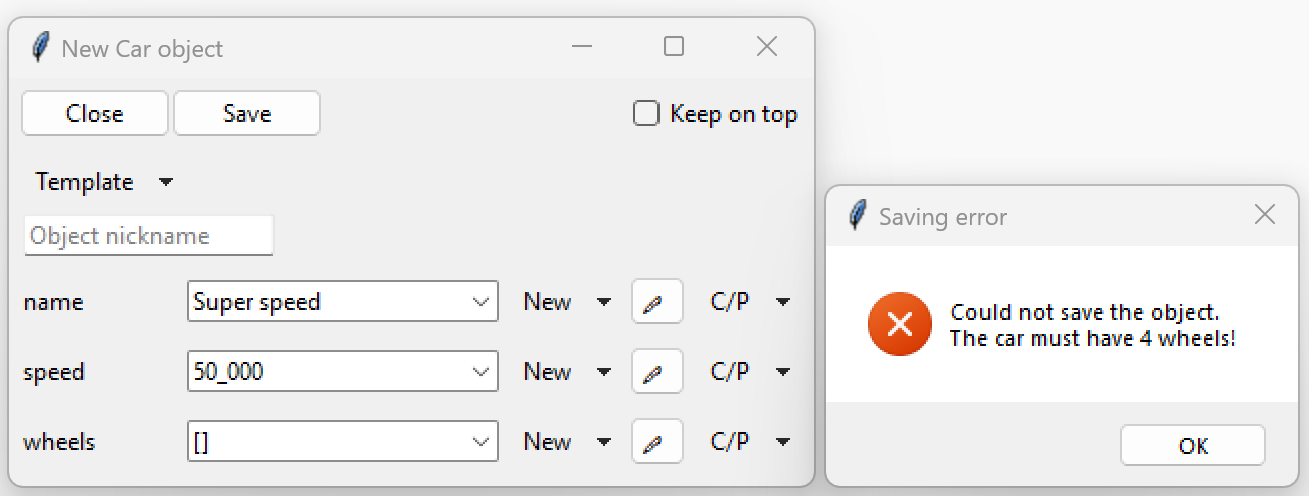 New Car object
Close Save Keep on top
Template
Object nickname
name Super speed New C/P
speed 50_000 New C/P
wheels [] New C/P
Saving error
Could not save the object.
The car must have 4 wheels!
OK